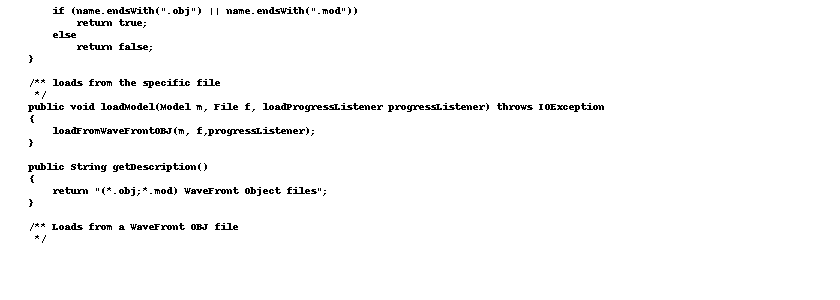 if (name.endsWith(".obj") || name.endsWith(".mod"))
return true;
else
return false;
}
/** loads from the specific file
*/
public void loadModel(Model m, File f, loadProgressListener progressListener) throws IOException
{
loadFromWaveFrontOBJ(m, f,progressListener);
}
public String getDescription()
{
return "(*.obj;*.mod) WaveFront Object files";
}
/** Loads from a WaveFront OBJ file
*/